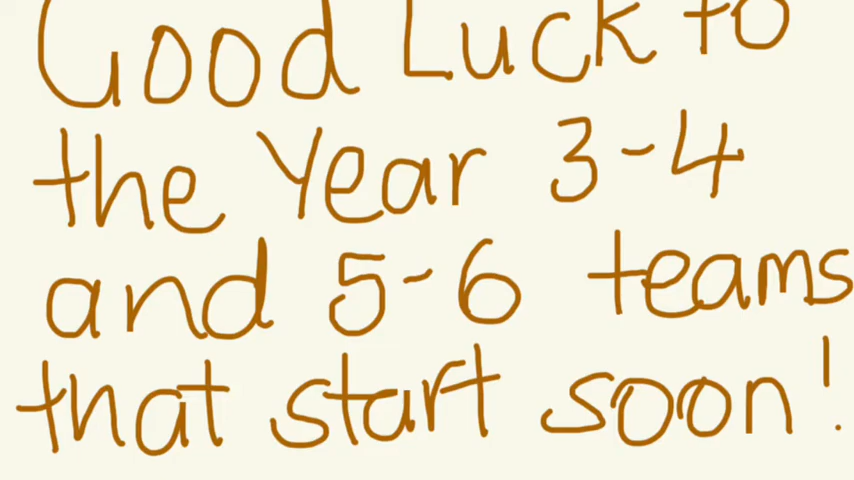 Good Luck to
the Year 3-4
and 5-6 teams
that start soon!